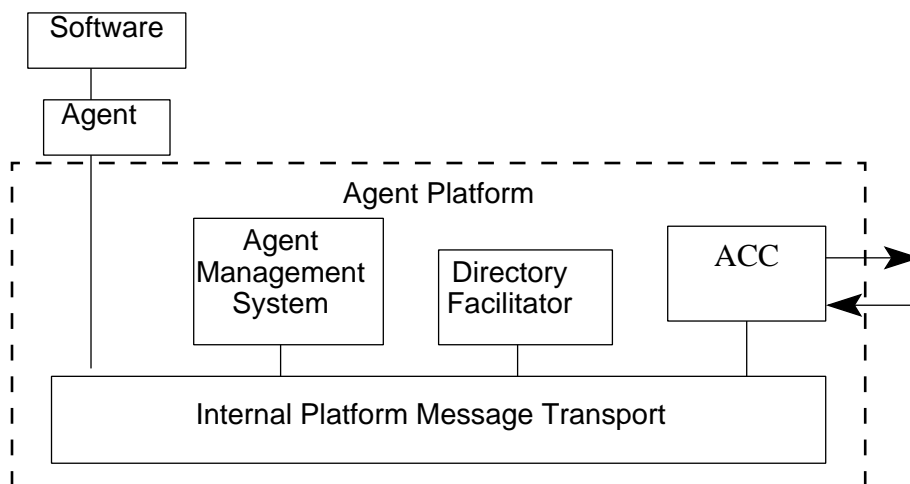 Software
Agent
Agent Platform
Agent
Management
System
Directory
Facilitator
ACC
Internal Platform Message Transport